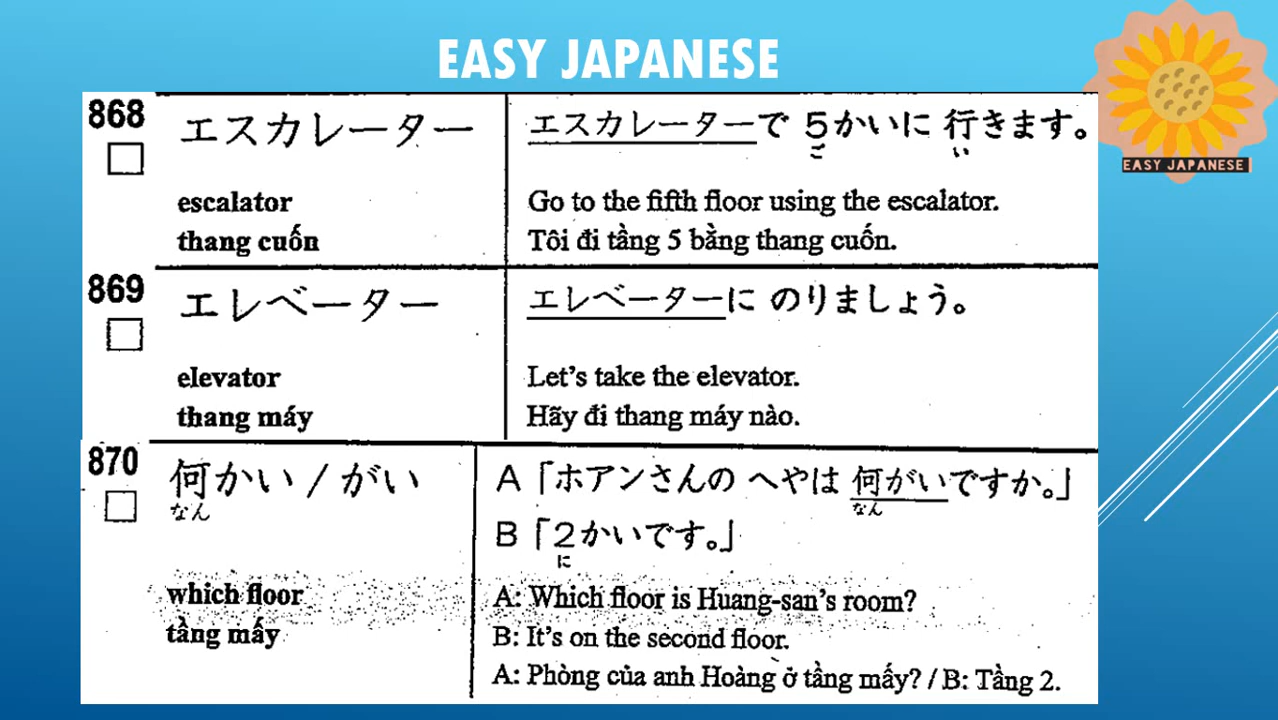 EASY JAPANESE
EASY JAPANESE
868
エスカレーター
escalator
thang cuốn
エスカレーターで 5かいに 行きます。
ご い
Go to the fifth floor using the escalator.
Tôi đi tầng 5 bằng thang cuốn.
869
エレベーター
elevator
thang máy
エレベーターに のりましょう。
Let's take the elevator.
Hãy đi thang máy nào.
870
何かい / がい
なん
which floor
tầng mấy
A「ホアンさんの へやは 何がいですか。」
なん
B「2かいです。」
に
A: Which floor is Huang-san's room?
B: It's on the second floor.
A: Phòng của anh Hoàng ở tầng mấy? / B: Tầng 2.